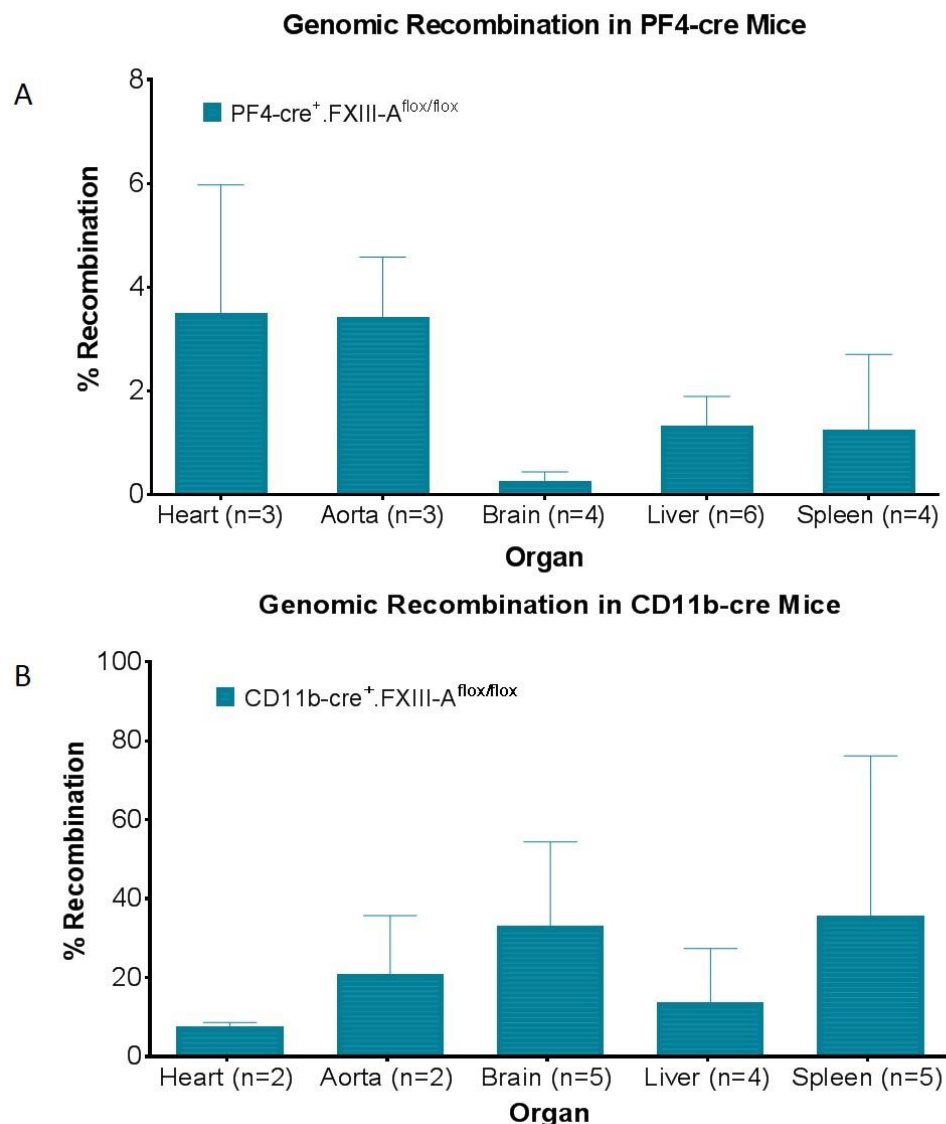 Genomic Recombination in PF4-cre Mice
A
8
6
4
2
0
% Recombination
PF4-cre⁺.FXIII-A^flox/flox
Heart (n=3) Aorta (n=3) Brain (n=4) Liver (n=6) Spleen (n=4)
Organ
Genomic Recombination in CD11b-cre Mice
B
100
80
60
40
20
0
% Recombination
CD11b-cre⁺.FXIII-A^flox/flox
Heart (n=2) Aorta (n=2) Brain (n=5) Liver (n=4) Spleen (n=5)
Organ